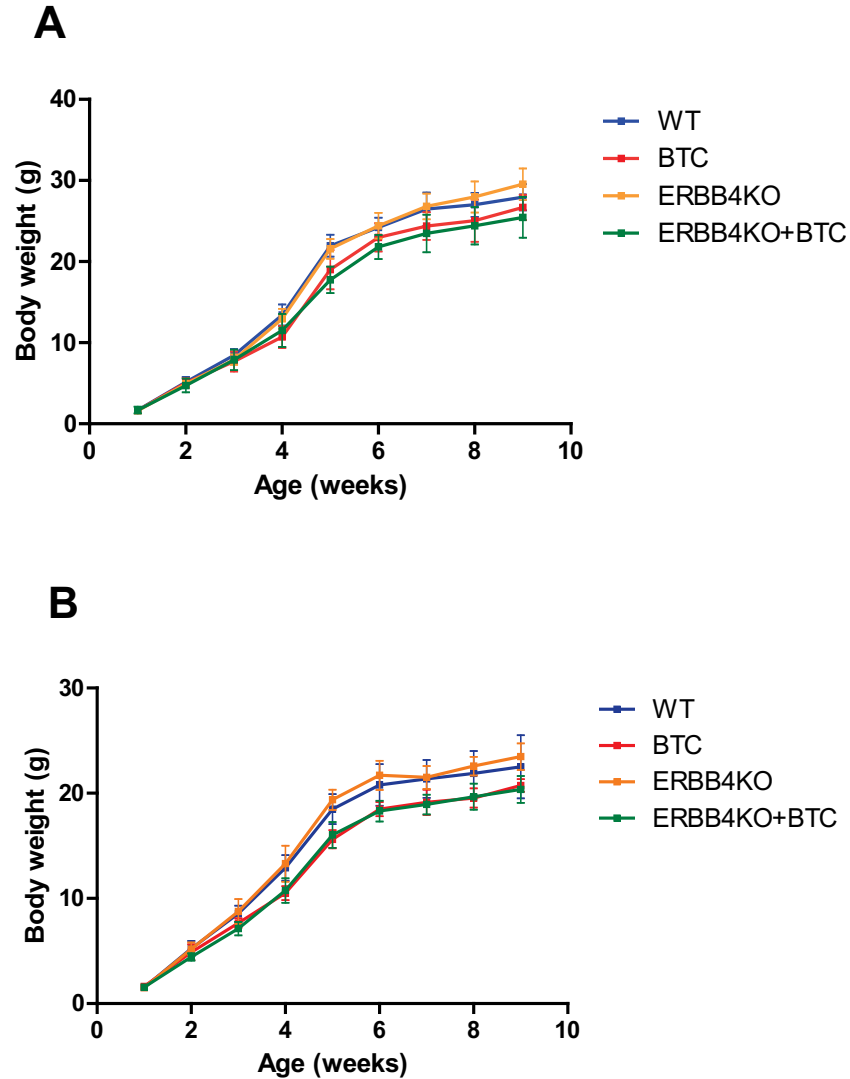 A
40
30
20
10
0
0 2 4 6 8 10
Body weight (g)
Age (weeks)
WT
BTC
ERBB4KO
ERBB4KO+BTC
B
30
20
10
0
0 2 4 6 8 10
Body weight (g)
Age (weeks)
WT
BTC
ERBB4KO
ERBB4KO+BTC